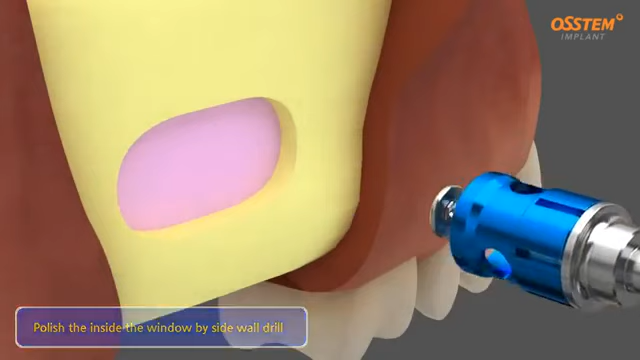 OSSTEM
IMPLANT
Polish the inside the window by side wall drill